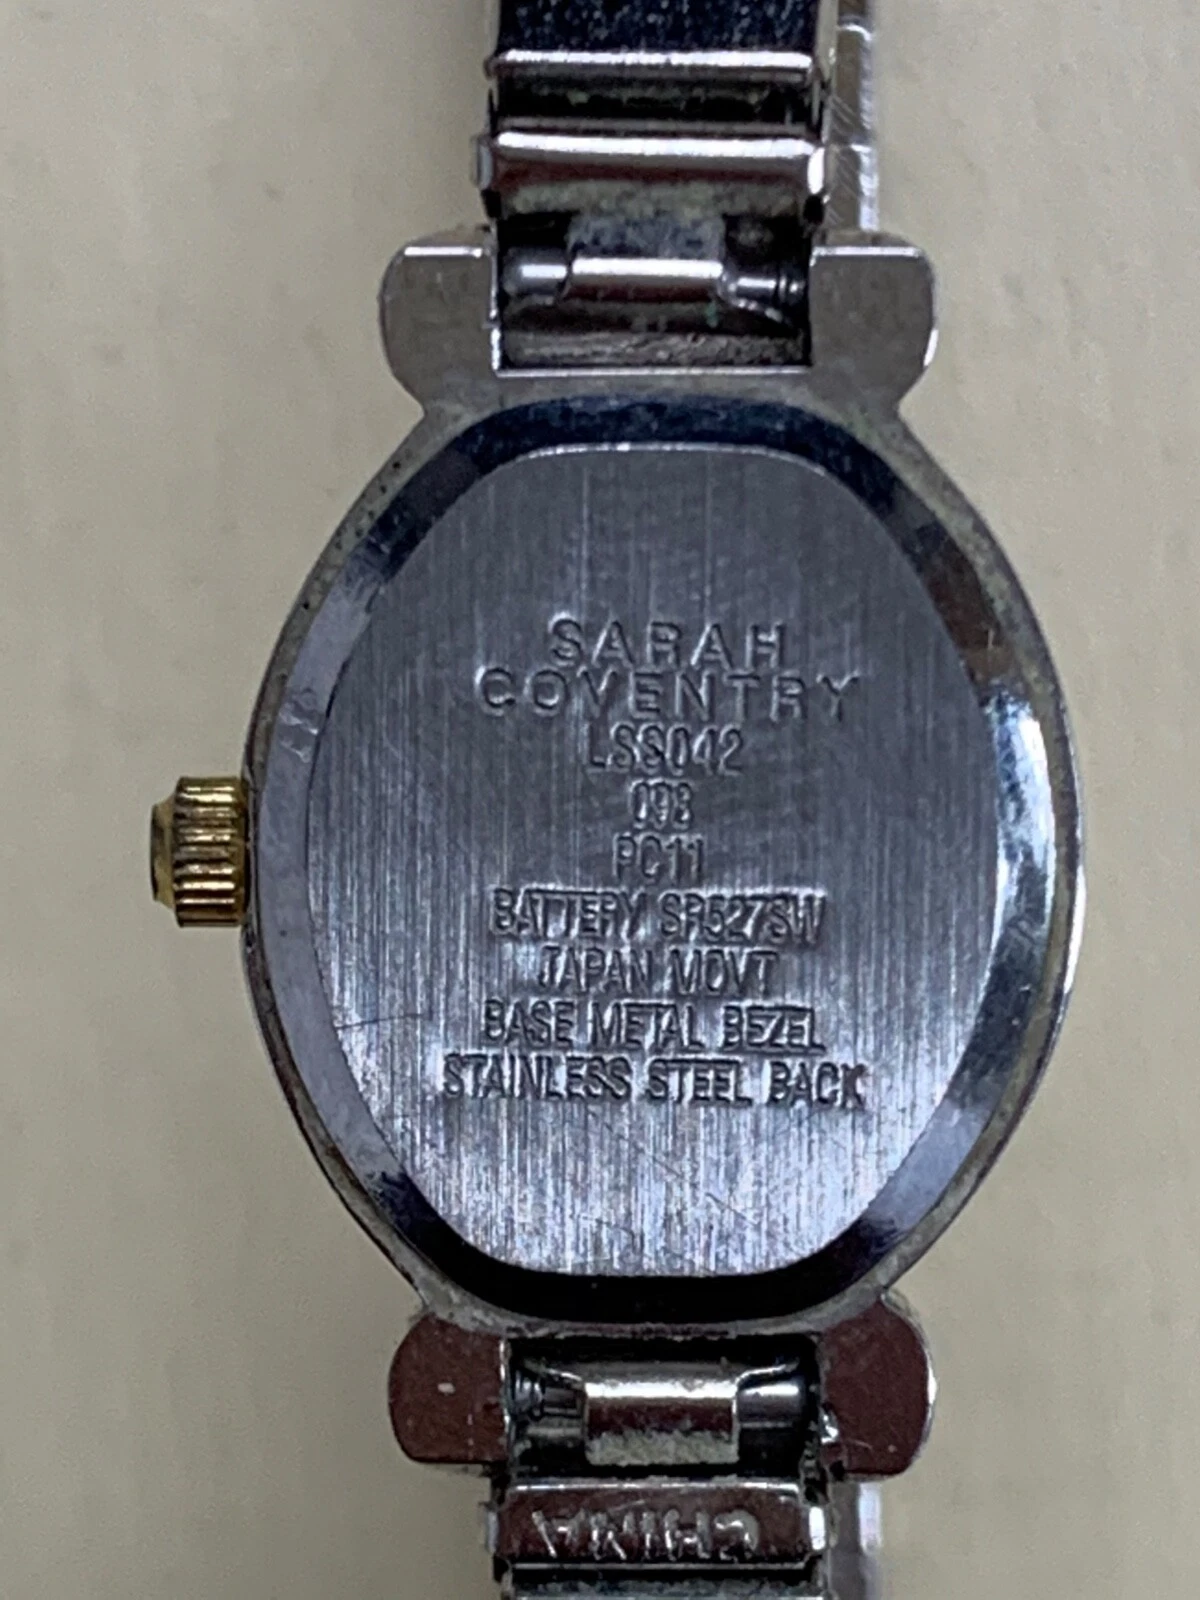 SARAH
COVENTRY
LSS042
098
PC11
BATTERY SR527SW
JAPAN MOVT
BASE METAL BEZEL
STAINLESS STEEL BACK
CHINA